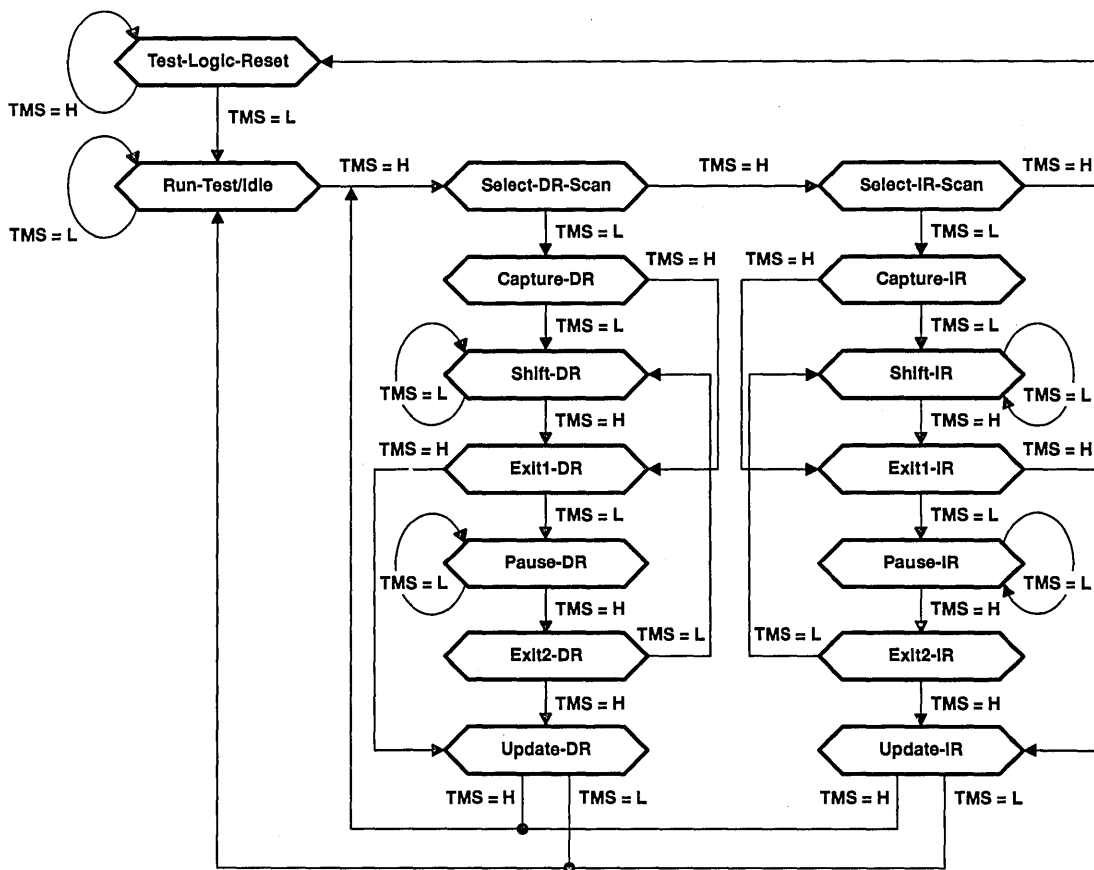 Test-Logic-Reset
TMS = H
TMS = L
TMS = H
TMS = H
TMS = H
Run-Test/Idle
Select-DR-Scan
Select-IR-Scan
TMS = L
TMS = L
TMS = L
TMS = H
TMS = H
Capture-DR
Capture-IR
TMS = L
TMS = L
Shift-DR
Shift-IR
TMS = L
TMS = L
TMS = H
TMS = H
TMS = H
TMS = H
Exit1-DR
Exit1-IR
TMS = L
TMS = L
Pause-DR
Pause-IR
TMS = L
TMS = L
TMS = H
TMS = H
TMS = L
TMS = L
Exit2-DR
Exit2-IR
TMS = H
TMS = H
Update-DR
Update-IR
TMS = H
TMS = L
TMS = H
TMS = L